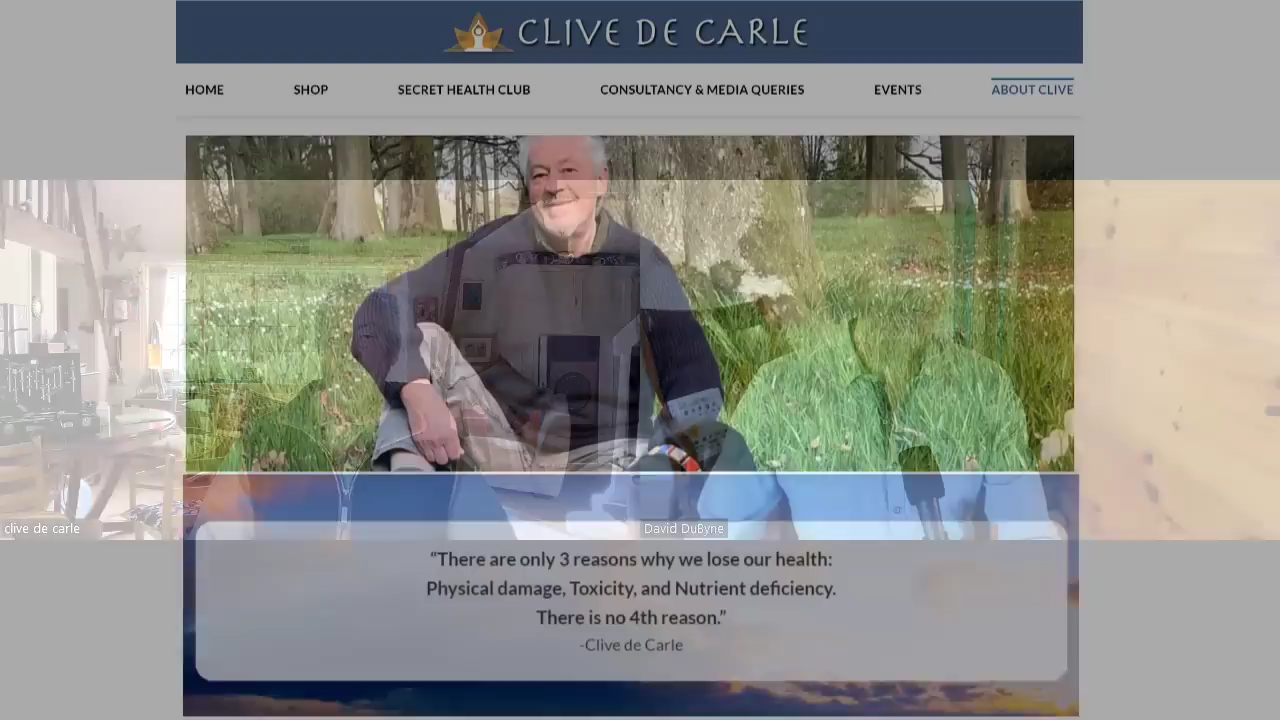 CLIVE DE CARLE
HOME SHOP SECRET HEALTH CLUB CONSULTANCY & MEDIA QUERIES EVENTS ABOUT CLIVE
clive de carle David DuByne
“There are only 3 reasons why we lose our health:
Physical damage, Toxicity, and Nutrient deficiency.
There is no 4th reason.”
-Clive de Carle